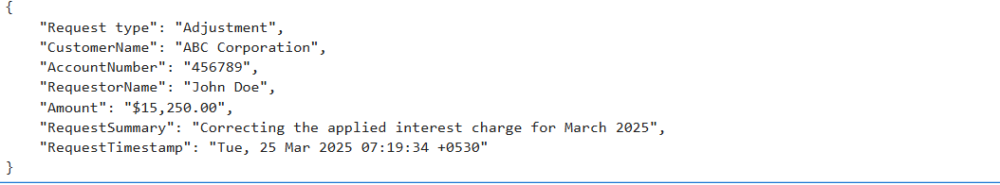 {
"Request type": "Adjustment",
"CustomerName": "ABC Corporation",
"AccountNumber": "456789",
"RequestorName": "John Doe",
"Amount": "$15,250.00",
"RequestSummary": "Correcting the applied interest charge for March 2025",
"RequestTimestamp": "Tue, 25 Mar 2025 07:19:34 +0530"
}